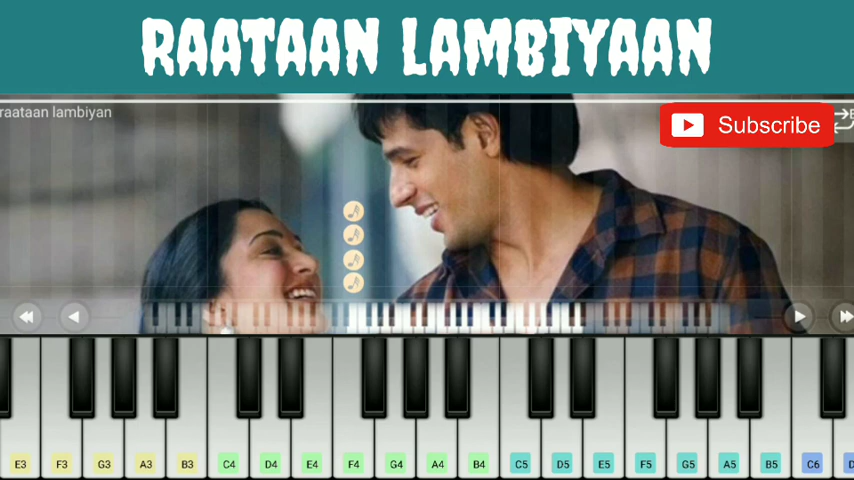 RAATAAN LAMBIYAAN
raataan lambiyan
Subscribe
E3 F3 G3 A3 B3 C4 D4 E4 F4 G4 A4 B4 C5 D5 E5 F5 G5 A5 B5 C6 D